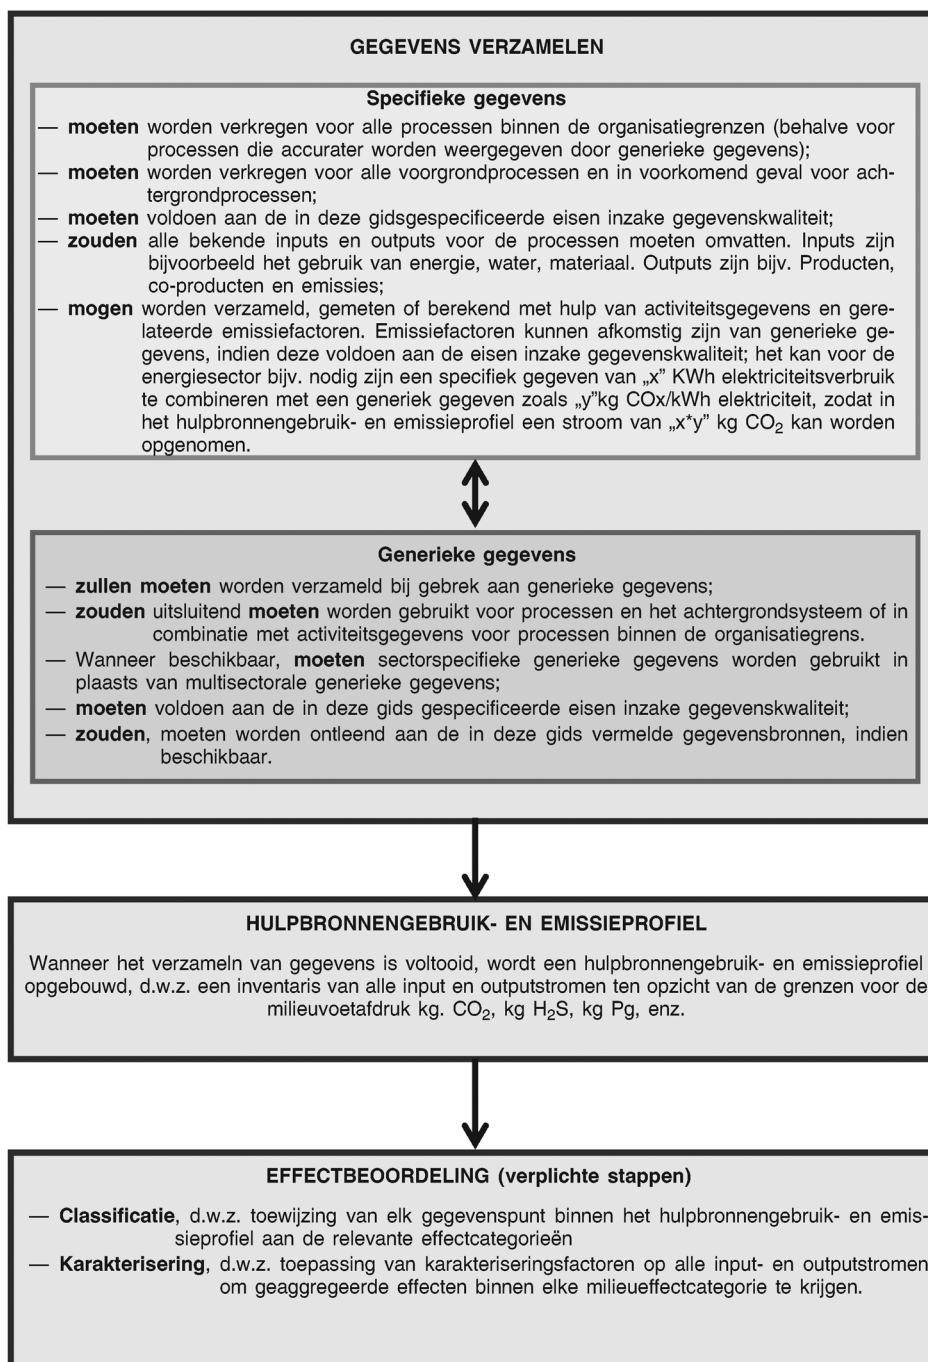 GEGEVENS VERZAMELEN
Specifieke gegevens
— moeten worden verkregen voor alle processen binnen de organisatiegrenzen (behalve voor
processen die accurater worden weergegeven door generieke gegevens);
— moeten worden verkregen voor alle voorgrondprocessen en in voorkomend geval voor ach-
tergrondprocessen;
— moeten voldoen aan de in deze gidsgespecificeerde eisen inzake gegevenskwaliteit;
— zouden alle bekende inputs en outputs voor de processen moeten omvatten. Inputs zijn
bijvoorbeeld het gebruik van energie, water, materiaal. Outputs zijn bijv. Producten,
co-producten en emissies;
— mogen worden verzameld, gemeten of berekend met hulp van activiteitsgegevens en gere-
lateerde emissiefactoren. Emissiefactoren kunnen afkomstig zijn van generieke ge-
gevens, indien deze voldoen aan de eisen inzake gegevenskwaliteit; het kan voor de
energiesector bijv. nodig zijn een specifiek gegeven van „x” KWh elektriciteitsverbruik
te combineren met een generiek gegeven zoals „y”kg COx/kWh elektriciteit, zodat in
het hulpbronnengebruik- en emissieprofiel een stroom van „x*y” kg CO₂ kan worden
opgenomen.
Generieke gegevens
— zullen moeten worden verzameld bij gebrek aan generieke gegevens;
— zouden uitsluitend moeten worden gebruikt voor processen en het achtergrondsysteem of in
combinatie met activiteitsgegevens voor processen binnen de organisatiegrens.
— Wanneer beschikbaar, moeten sectorspecifieke generieke gegevens worden gebruikt in
plaasts van multisectorale generieke gegevens;
— moeten voldoen aan de in deze gids gespecificeerde eisen inzake gegevenskwaliteit;
— zouden, moeten worden ontleend aan de in deze gids vermelde gegevensbronnen, indien
beschikbaar.
HULPBRONNENGEBRUIK- EN EMISSIEPROFIEL
Wanneer het verzameln van gegevens is voltooid, wordt een hulpbronnengebruik- en emissieprofiel
opgebouwd, d.w.z. een inventaris van alle input en outputstromen ten opzicht van de grenzen voor de
milieuvoetafdruk kg. CO₂, kg H₂S, kg Pg, enz.
EFFECTBEOORDELING (verplichte stappen)
— Classificatie, d.w.z. toewijzing van elk gegevenspunt binnen het hulpbronnengebruik- en emis-
sieprofiel aan de relevante effectcategorieën
— Karakterisering, d.w.z. toepassing van karakteriseringsfactoren op alle input- en outputstromen
om geaggregeerde effecten binnen elke milieueffectcategorie te krijgen.